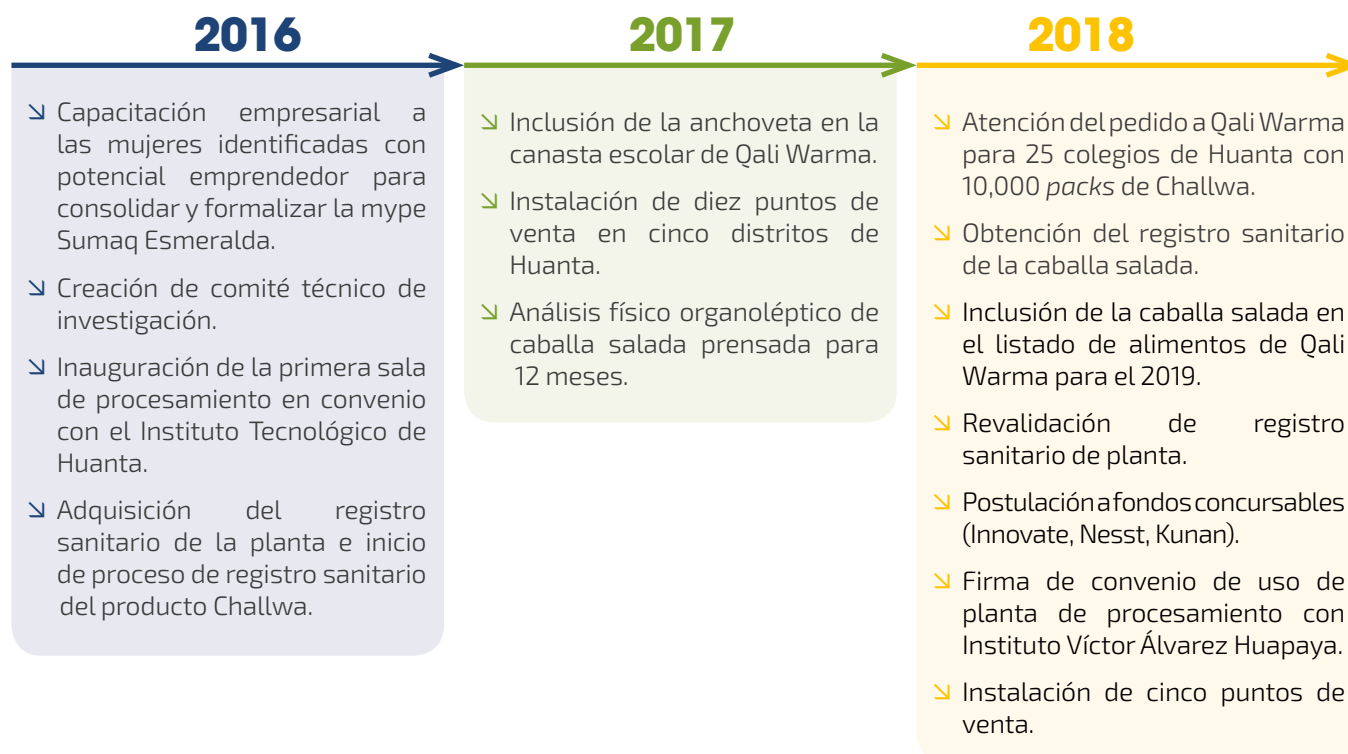 2016
Capacitación empresarial a
las mujeres identificadas con
potencial emprendedor para
consolidar y formalizar la mype
Sumaq Esmeralda.
Creación de comité técnico de
investigación.
Inauguración de la primera sala
de procesamiento en convenio
con el Instituto Tecnológico de
Huanta.
Adquisición del registro
sanitario de la planta e inicio
de proceso de registro sanitario
del producto Challwa.
2017
Inclusión de la anchoveta en la
canasta escolar de Qali Warma.
Instalación de diez puntos de
venta en cinco distritos de
Huanta.
Análisis físico organoléptico de
caballa salada prensada para
12 meses.
2018
Atención del pedido a Qali Warma
para 25 colegios de Huanta con
10,000 packs de Challwa.
Obtención del registro sanitario
de la caballa salada.
Inclusión de la caballa salada en
el listado de alimentos de Qali
Warma para el 2019.
Revalidación de registro
sanitario de planta.
Postulación a fondos concursables
(Innovate, Nesst, Kunan).
Firma de convenio de uso de
planta de procesamiento con
Instituto Víctor Álvarez Huapaya.
Instalación de cinco puntos de
venta.